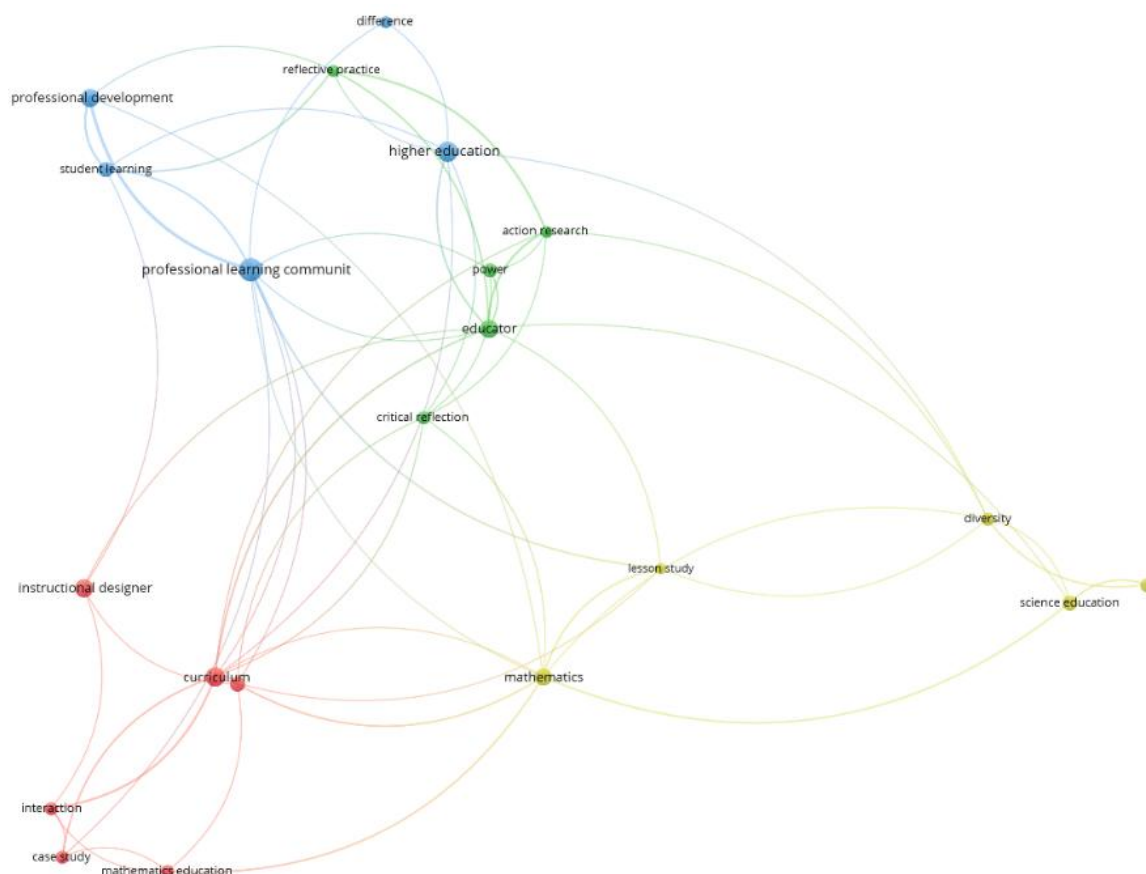 difference
reflective practice
professional development
higher education
student learning
action research
professional learning communit
power
educator
critical reflection
diversity
lesson study
instructional designer
science education
curriculum
mathematics
interaction
case study
mathematics education